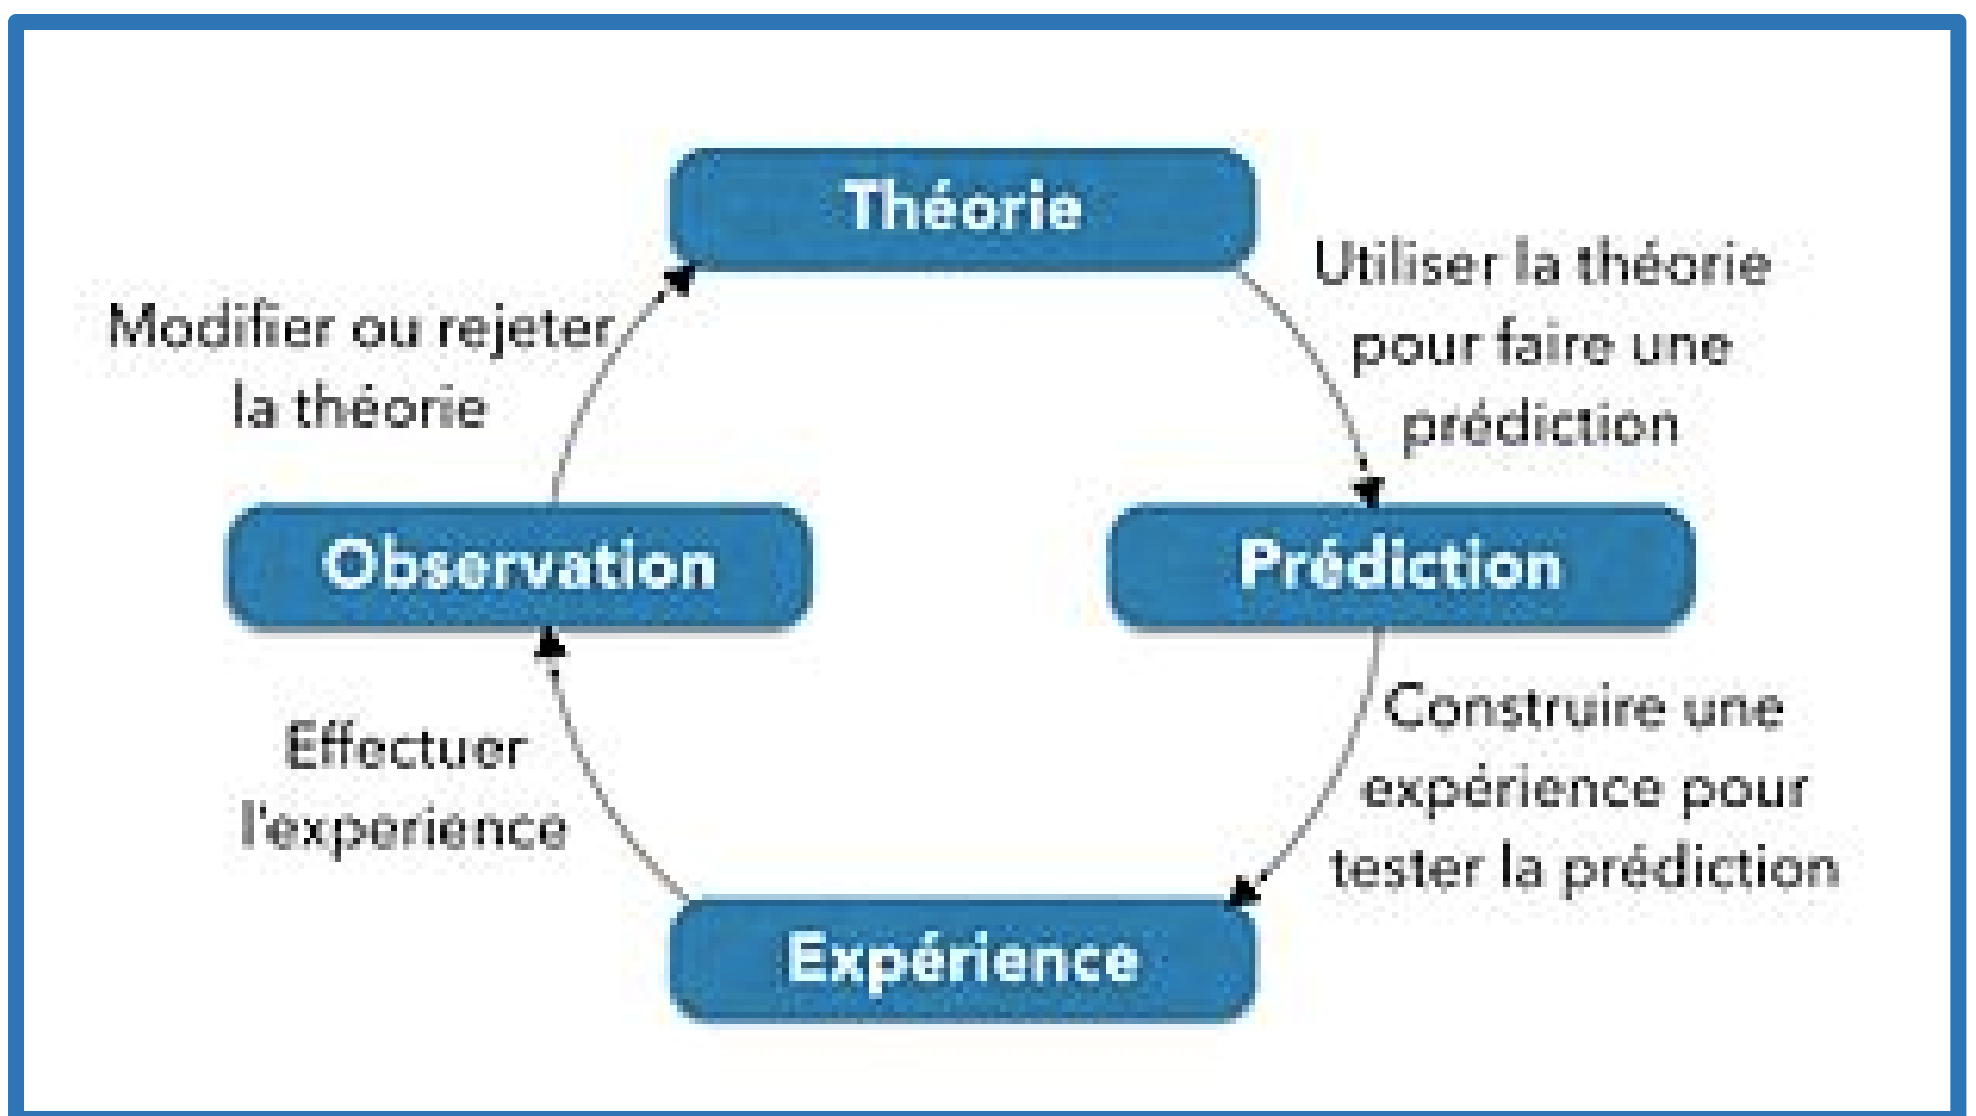 Théorie
Utiliser la théorie
pour faire une
prédiction
Modifier ou rejeter
la théorie
Observation
Prédiction
Construire une
expérience pour
tester la prédiction
Effectuer
l'experience
Expérience